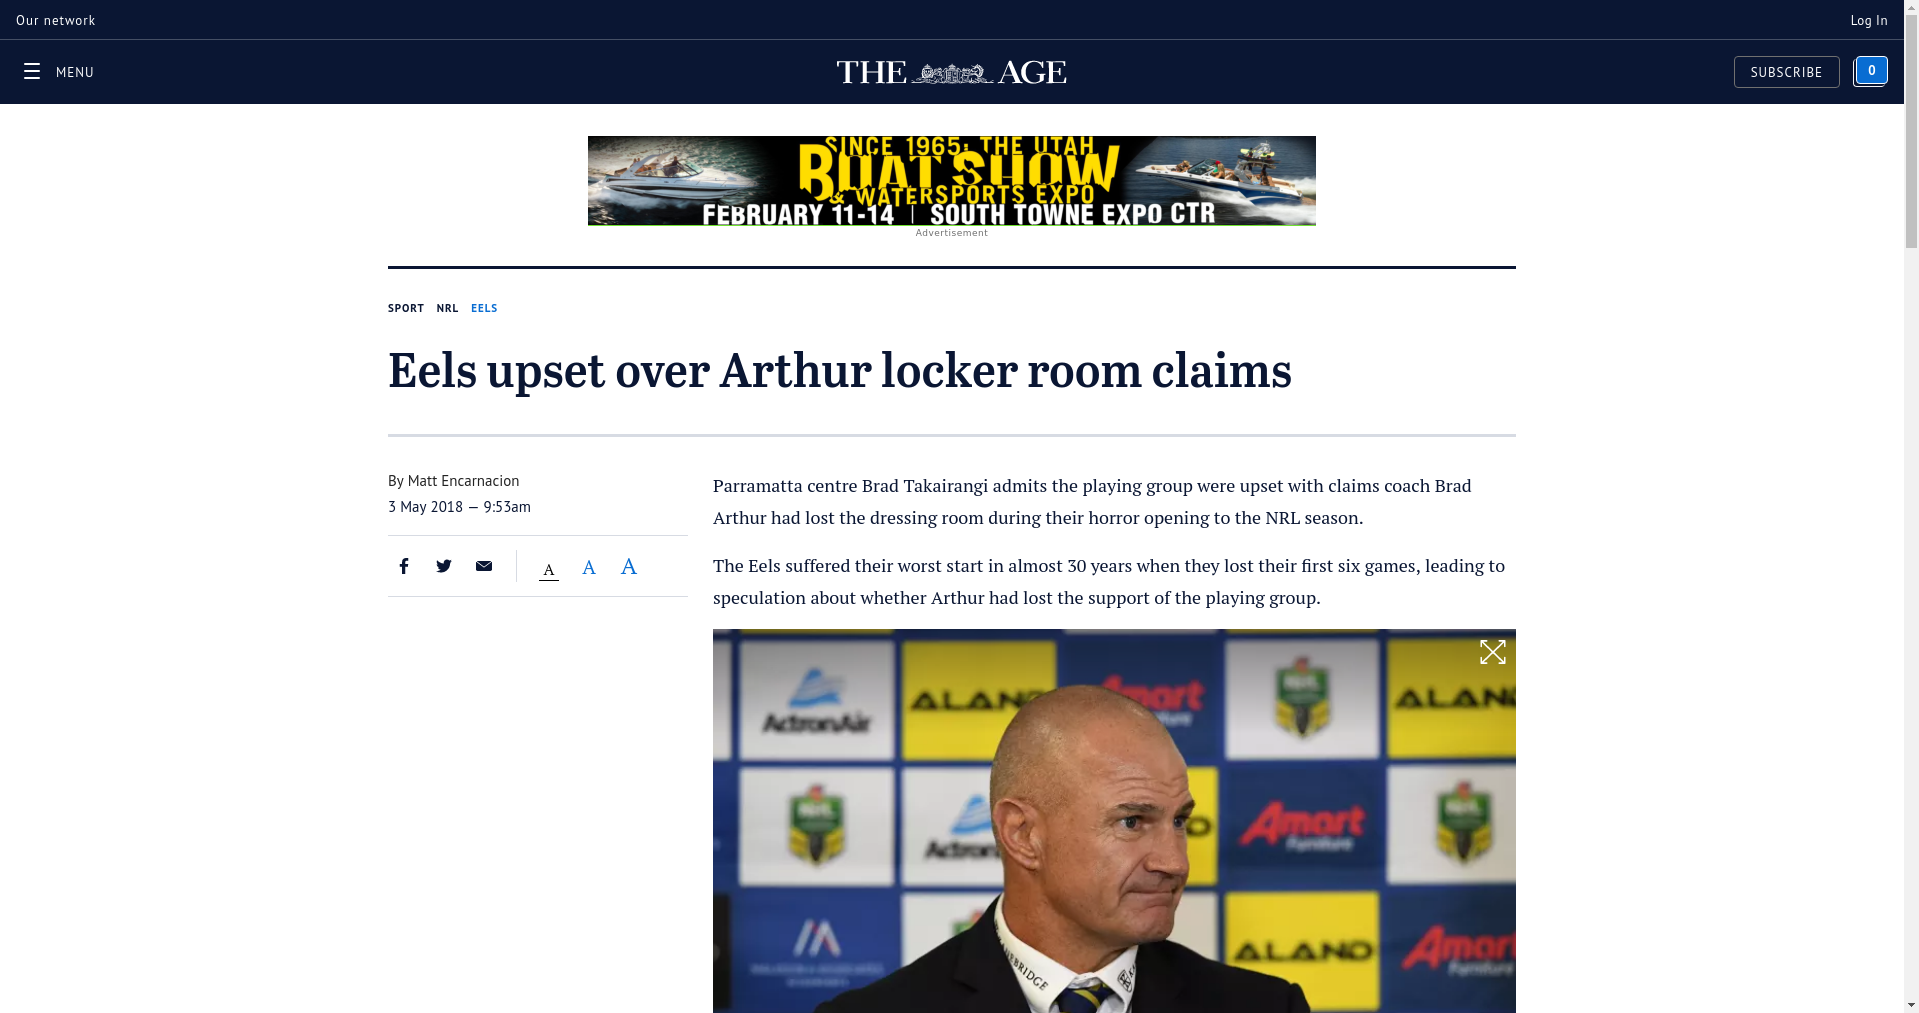 Our network
Log In
MENU
THE AGE
SUBSCRIBE
0
SINCE 1965: THE UTAH
BOAT SHOW
& WATERSPORTS EXPO
FEBRUARY 11-14 | SOUTH TOWNE EXPO CTR
Advertisement
SPORT NRL EELS
Eels upset over Arthur locker room claims
By Matt Encarnacion
3 May 2018 — 9:53am
A A A
Parramatta centre Brad Takairangi admits the playing group were upset with claims coach Brad
Arthur had lost the dressing room during their horror opening to the NRL season.
The Eels suffered their worst start in almost 30 years when they lost their first six games, leading to
speculation about whether Arthur had lost the support of the playing group.
ActronAir
ALAND
Amart
NRL
ALAND
NRL
Actron
Amart
Furniture
NRL
ALAND
Amart
Furniture